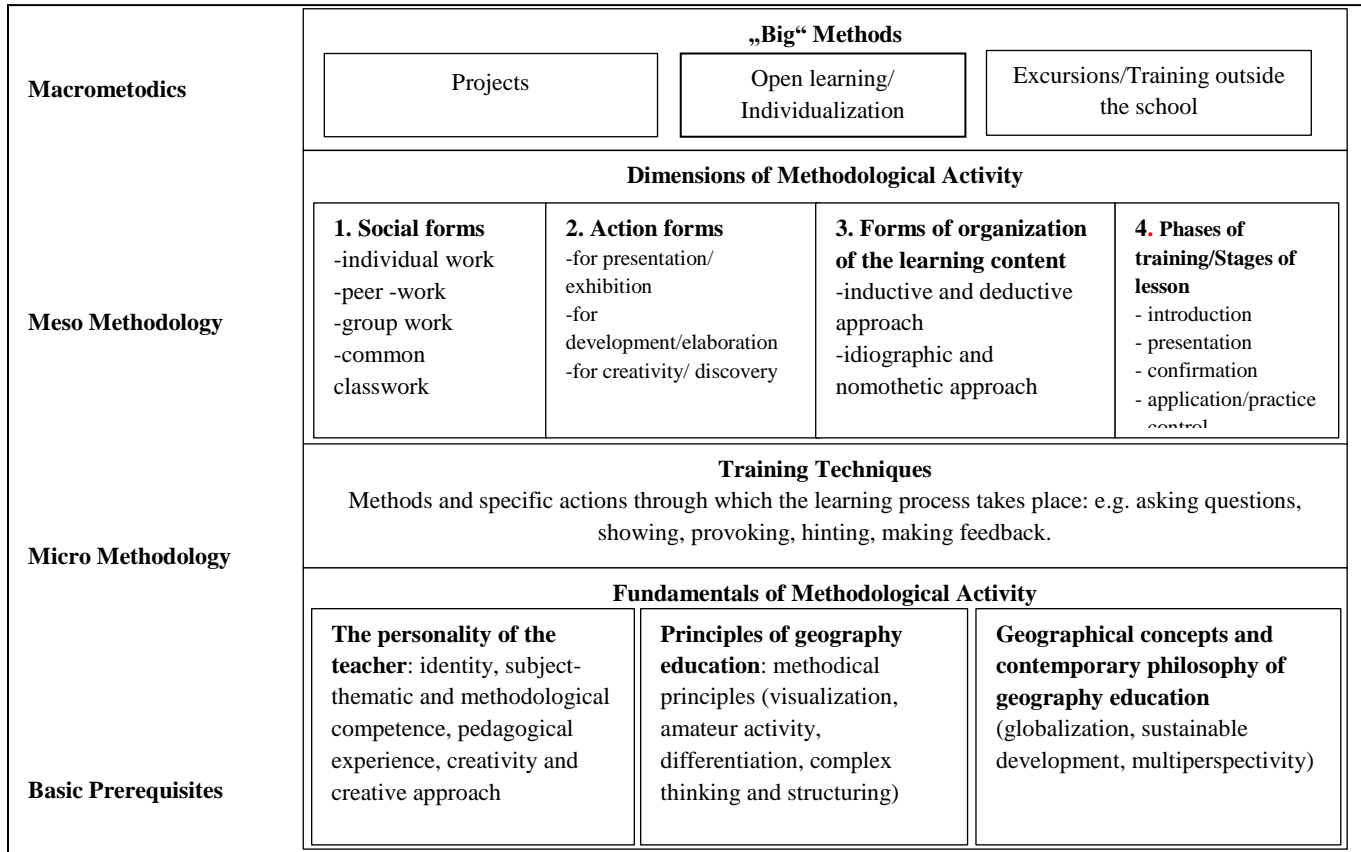 „Big“ Methods
Macrometodics
Projects
Open learning/
Individualization
Excursions/Training outside
the school
Dimensions of Methodological Activity
Meso Methodology
1. Social forms
-individual work
-peer -work
-group work
-common
classwork
2. Action forms
-for presentation/
exhibition
-for
development/elaboration
-for creativity/ discovery
3. Forms of organization
of the learning content
-inductive and deductive
approach
-idiographic and
nomothetic approach
4. Phases of
training/Stages of
lesson
- introduction
- presentation
- confirmation
- application/practice
- control
Micro Methodology
Training Techniques
Methods and specific actions through which the learning process takes place: e.g. asking questions,
showing, provoking, hinting, making feedback.
Fundamentals of Methodological Activity
Basic Prerequisites
The personality of the
teacher: identity, subject-
thematic and methodological
competence, pedagogical
experience, creativity and
creative approach
Principles of geography
education: methodical
principles (visualization,
amateur activity,
differentiation, complex
thinking and structuring)
Geographical concepts and
contemporary philosophy of
geography education
(globalization, sustainable
development, multiperspectivity)